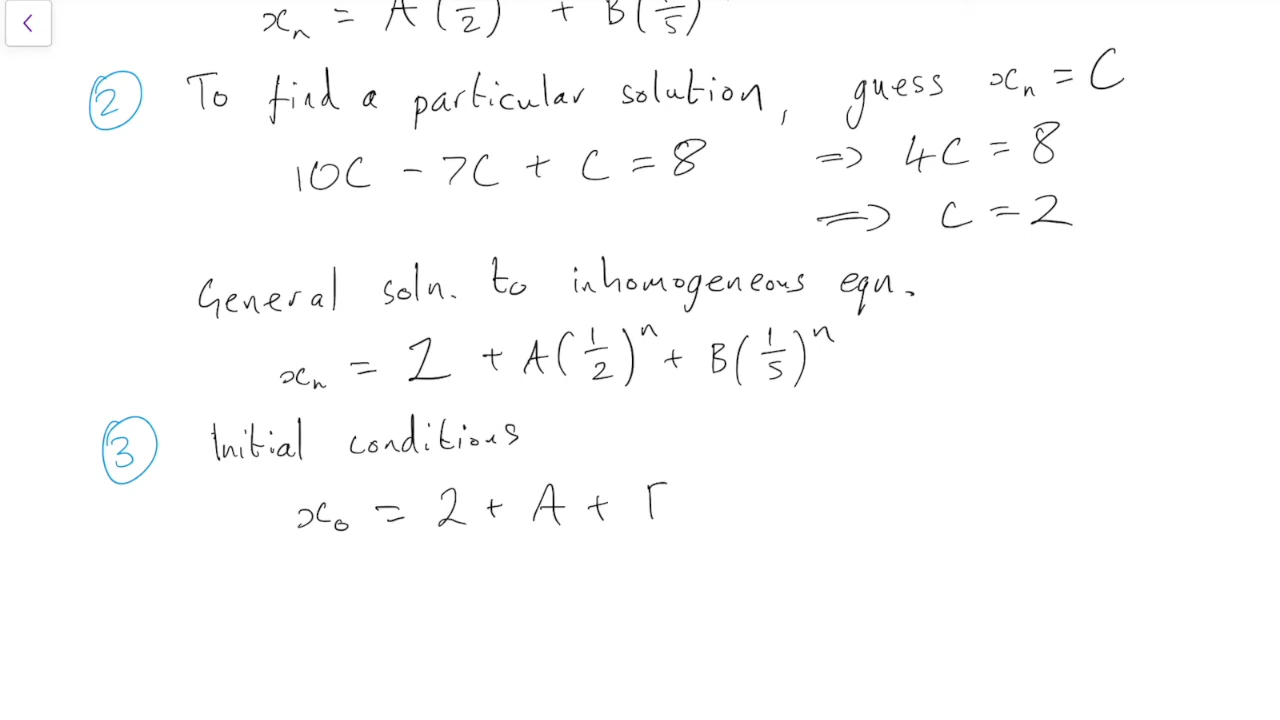 xₙ = A(1/2) + B(1/5)
② To find a particular solution, guess xₙ = C
10C - 7C + C = 8 => 4C = 8
=> C = 2
General soln. to inhomogeneous eqn.
xₙ = 2 + A(1/2)ⁿ + B(1/5)ⁿ
③ Initial conditions
x₀ = 2 + A +